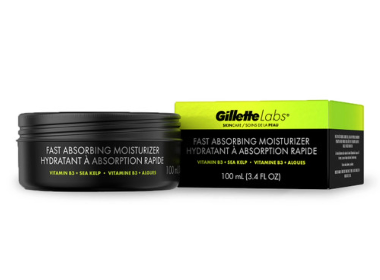 FAST ABSORBING MOISTURIZER
HYDRATANT À ABSORPTION RAPIDE
VITAMIN B3 • SEA KELP • VITAMINE B3 • ALGUES
100 mL
GilletteLabs®
SKINCARE / SOINS DE LA PEAU
FAST ABSORBING MOISTURIZER
HYDRATANT À ABSORPTION RAPIDE
VITAMIN B3 • SEA KELP • VITAMINE B3 • ALGUES
100 mL (3.4 FL OZ)